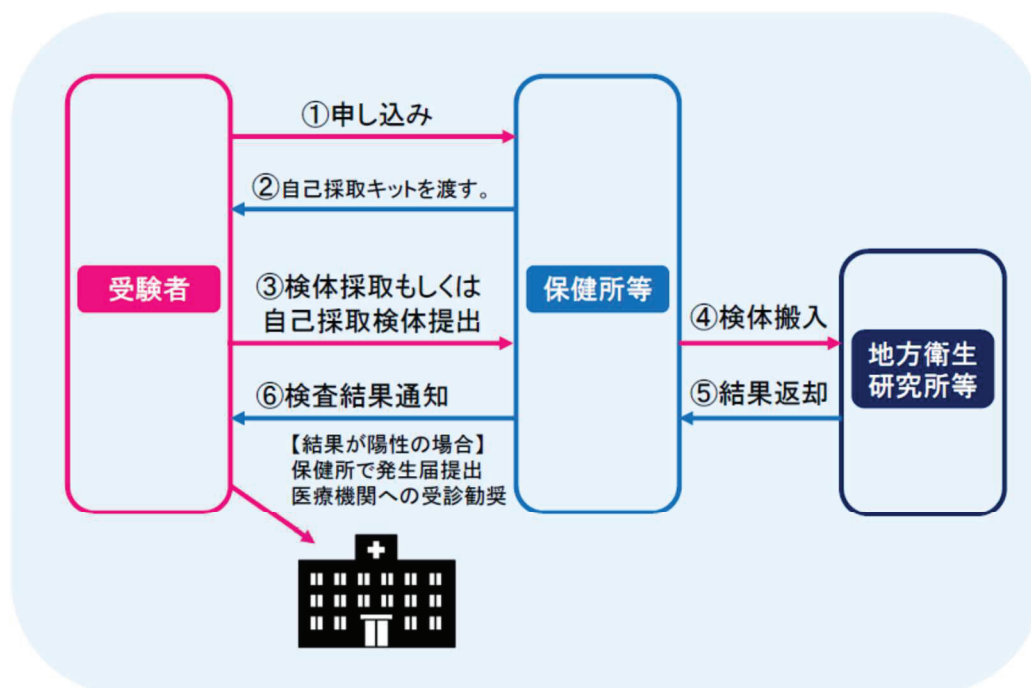 ①申し込み
②自己採取キットを渡す。
受験者
③検体採取もしくは
自己採取検体提出
保健所等
④検体搬入
地方衛生
研究所等
⑤結果返却
⑥検査結果通知
【結果が陽性の場合】
保健所で発生届提出
医療機関への受診勧奨